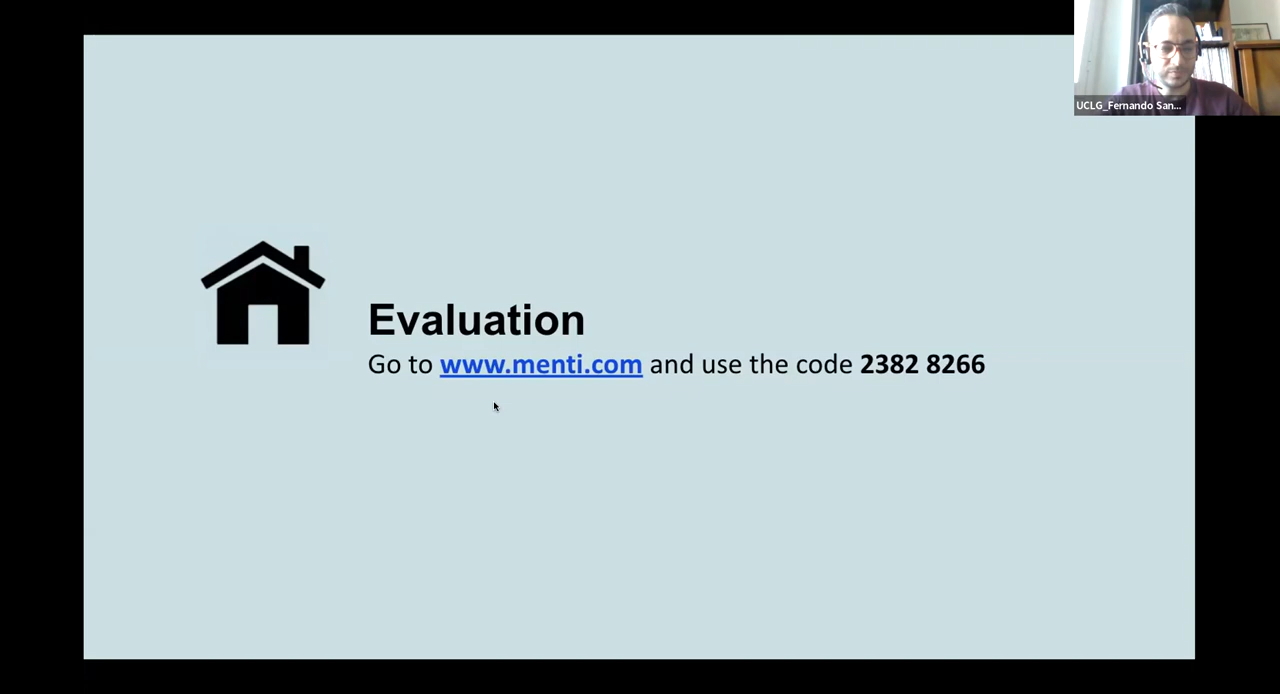 UCLG_Fernando San...
Evaluation
Go to www.menti.com and use the code 2382 8266